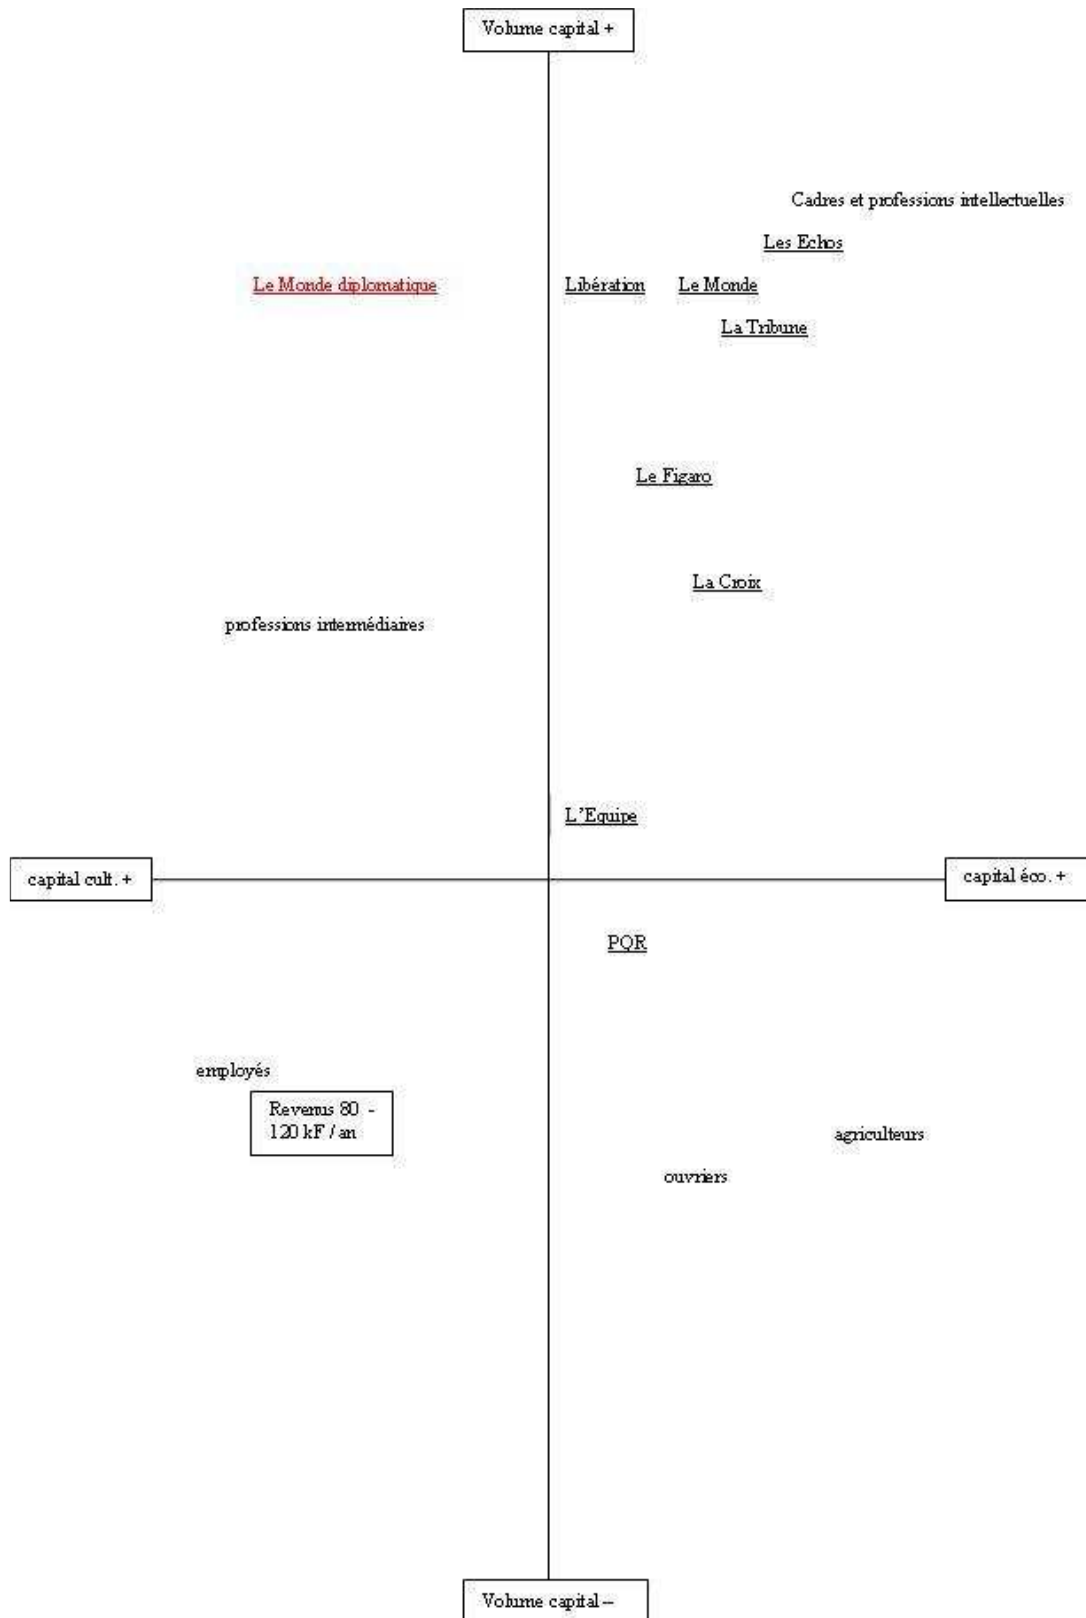 Volume capital +
Cadres et professions intellectuelles
Les Echos
Le Monde diplomatique
Libération
Le Monde
La Tribune
Le Figaro
La Croix
professions intermédiaires
L'Equipe
capital cult. +
capital éco. +
PQR
employés
Revenus 80 -
120 kF / an
agriculteurs
ouvriers
Volume capital –